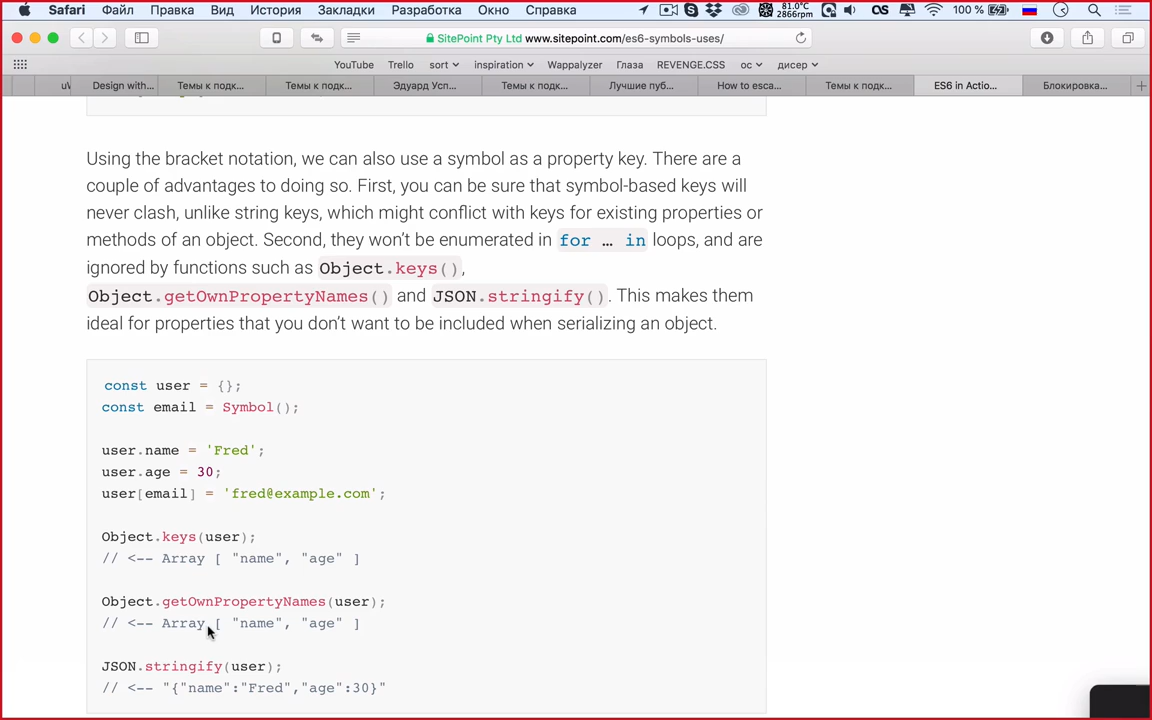 Safari Файл Правка Вид История Закладки Разработка Окно Справка 81.0°C 2866rpm 100 %
SitePoint Pty Ltd www.sitepoint.com/es6-symbols-uses/
YouTube Trello sort inspiration Wappalyzer Глаза REVENGE.CSS ос дисер
Design with... Темы к подк... Темы к подк... Эдуард Усп... Темы к подк... Лучшие пуб... How to esca... Темы к подк... ES6 in Actio... Блокировка...
Using the bracket notation, we can also use a symbol as a property key. There are a
couple of advantages to doing so. First, you can be sure that symbol-based keys will
never clash, unlike string keys, which might conflict with keys for existing properties or
methods of an object. Second, they won’t be enumerated in for … in loops, and are
ignored by functions such as Object.keys(),
Object.getOwnPropertyNames() and JSON.stringify(). This makes them
ideal for properties that you don’t want to be included when serializing an object.
const user = {};
const email = Symbol();
user.name = 'Fred';
user.age = 30;
user[email] = 'fred@example.com';
Object.keys(user);
// <-- Array [ "name", "age" ]
Object.getOwnPropertyNames(user);
// <-- Array [ "name", "age" ]
JSON.stringify(user);
// <-- "{"name":"Fred","age":30}"